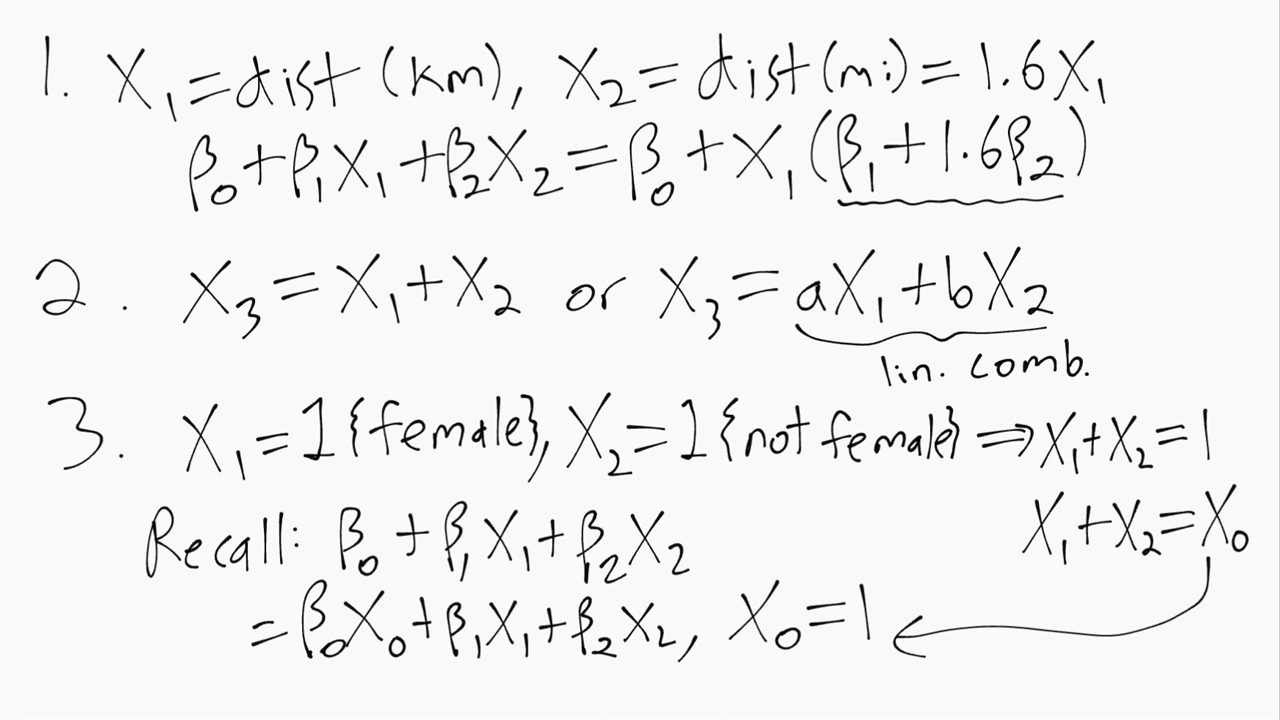 1. X₁ = dist (km), X₂ = dist (mi) = 1.6X₁
β₀ + β₁X₁ + β₂X₂ = β₀ + X₁(β₁ + 1.6β₂)
2. X₃ = X₁ + X₂ or X₃ = aX₁ + bX₂
lin. comb.
3. X₁ = 1{female}, X₂ = 1{not female} ⇒ X₁ + X₂ = 1
X₁ + X₂ = X₀
Recall: β₀ + β₁X₁ + β₂X₂
= β₀X₀ + β₁X₁ + β₂X₂, X₀ = 1